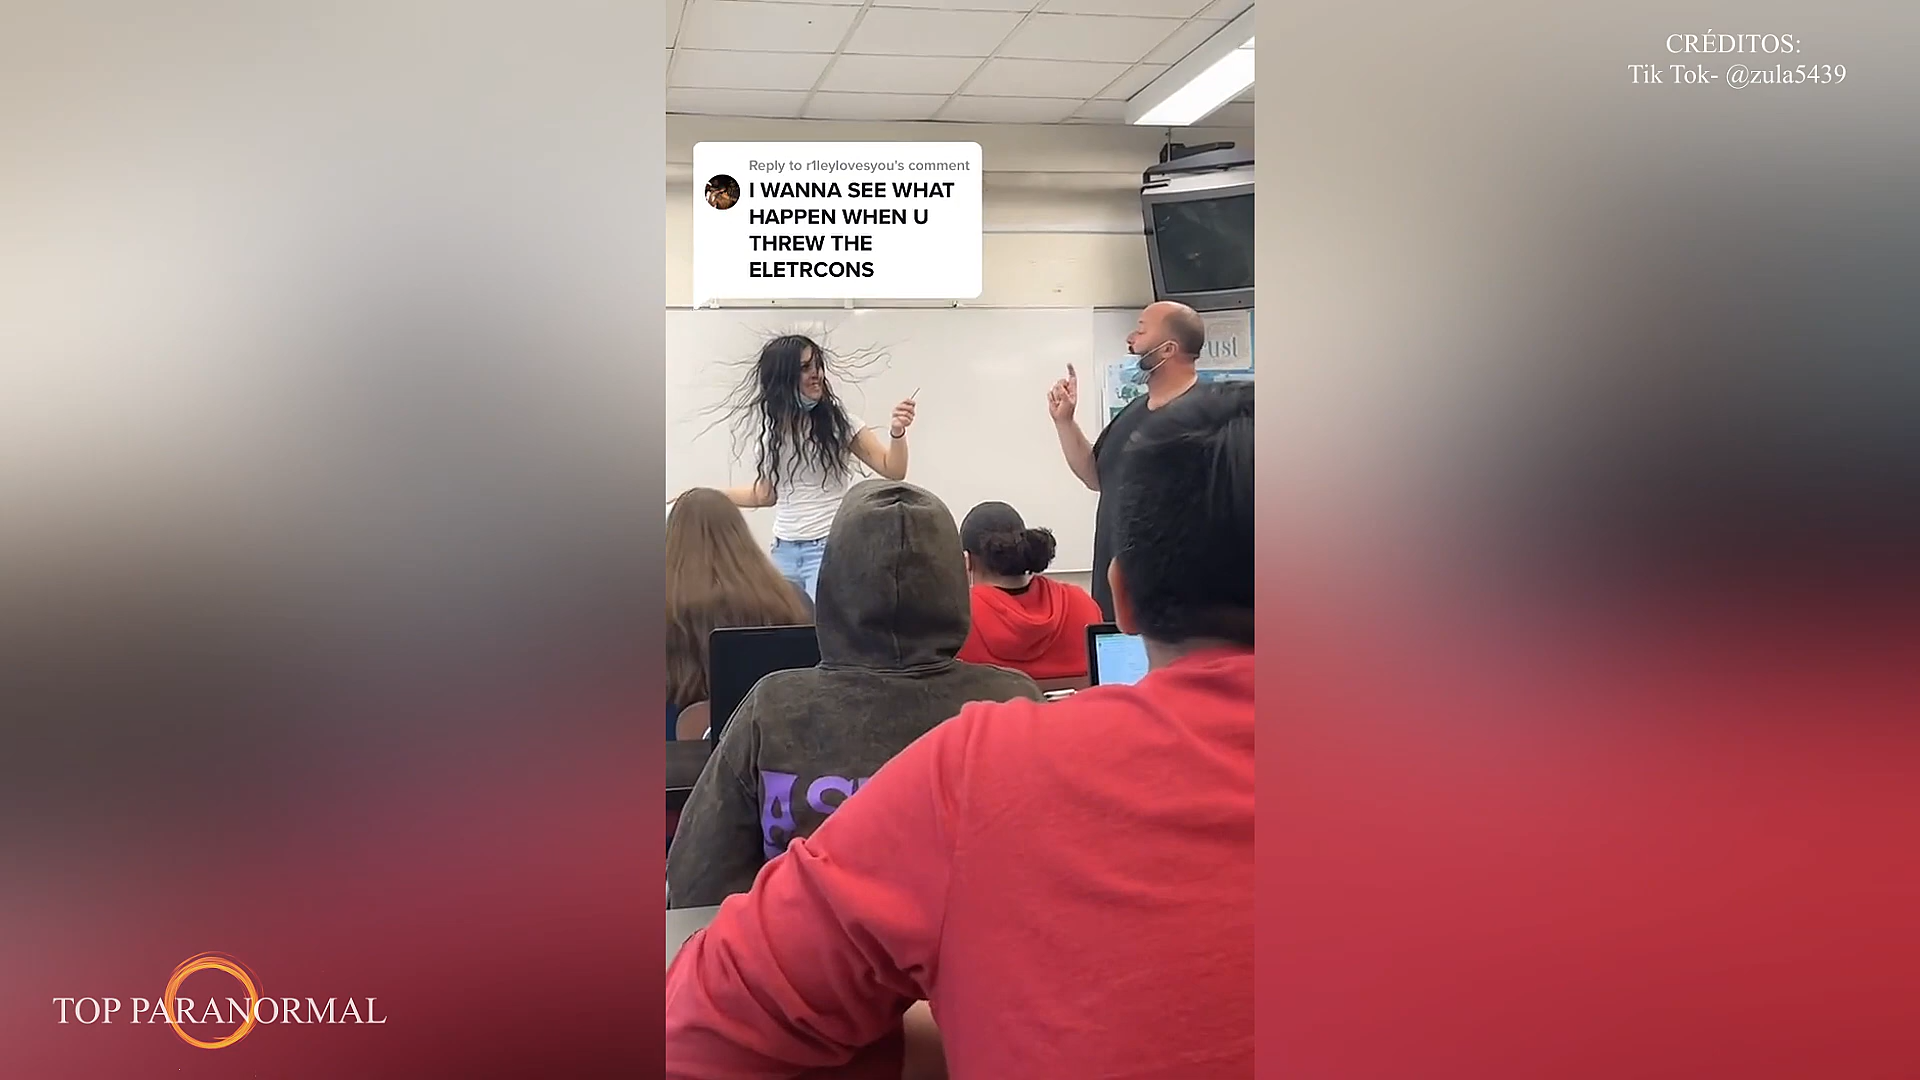 CRÉDITOS:
Tik Tok- @zula5439
Reply to r1leylovesyou's comment
I WANNA SEE WHAT
HAPPEN WHEN U
THREW THE
ELETRCONS
TOP PARANORMAL